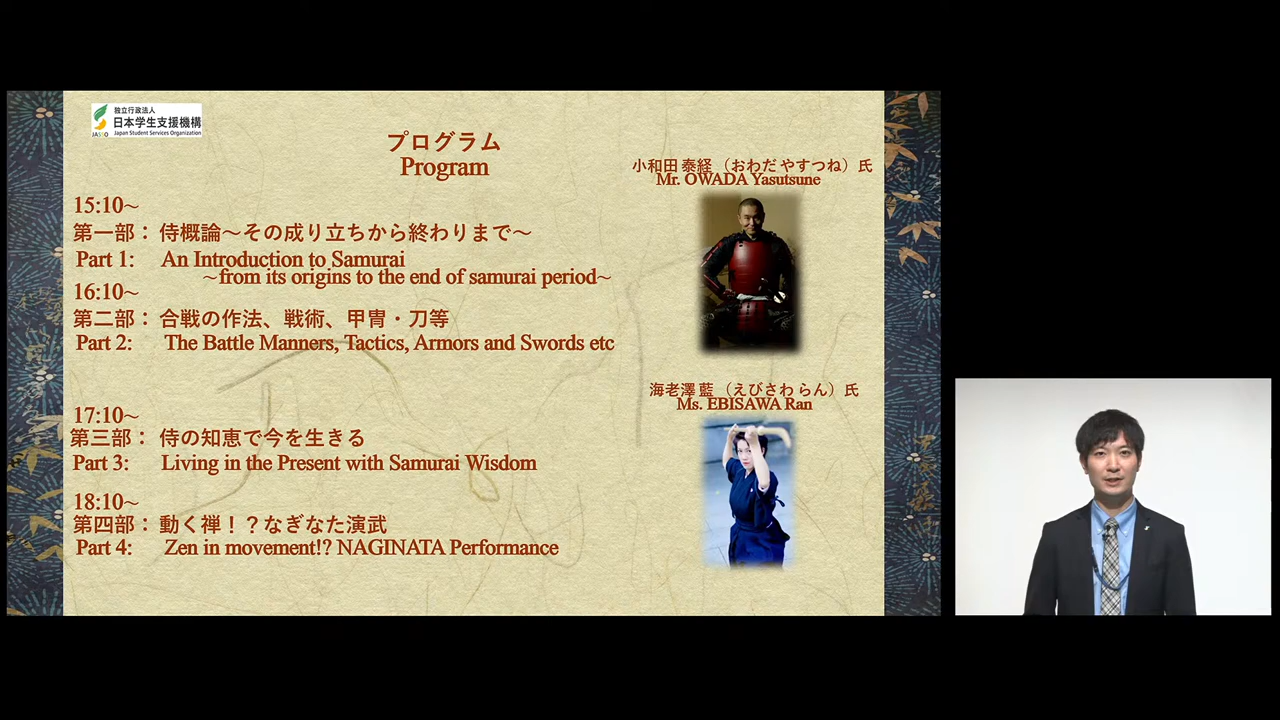 独立行政法人
日本学生支援機構
JASSO Japan Student Services Organization
プログラム
Program
15:10~
第一部： 侍概論～その成り立ちから終わりまで～
Part 1: An Introduction to Samurai
~from its origins to the end of samurai period~
16:10~
第二部： 合戦の作法、戦術、甲冑・刀等
Part 2: The Battle Manners, Tactics, Armors and Swords etc
17:10~
第三部： 侍の知恵で今を生きる
Part 3: Living in the Present with Samurai Wisdom
18:10~
第四部： 動く禅！？なぎなた演武
Part 4: Zen in movement!? NAGINATA Performance
小和田 泰経 （おわだ やすつね）氏
Mr. OWADA Yasutsune
海老澤 藍 （えびさわ らん）氏
Ms. EBISAWA Ran